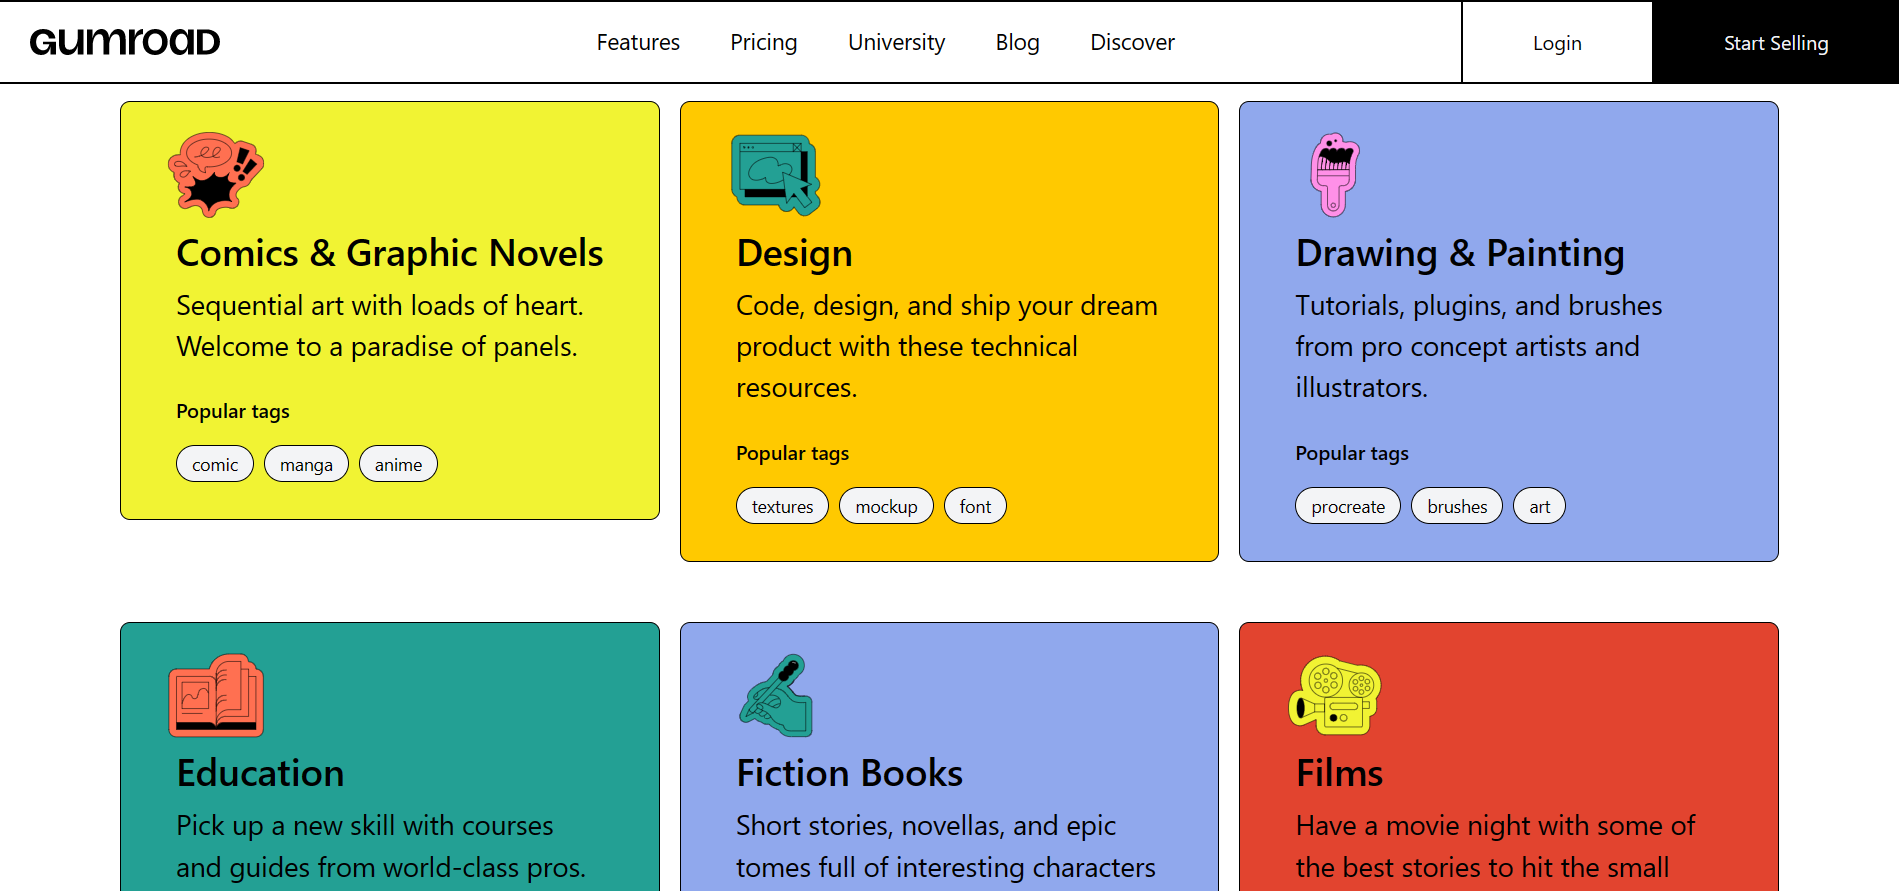 GUMROAD
Features Pricing University Blog Discover
Login
Start Selling
Comics & Graphic Novels
Sequential art with loads of heart.
Welcome to a paradise of panels.
Popular tags
comic manga anime
Design
Code, design, and ship your dream
product with these technical
resources.
Popular tags
textures mockup font
Drawing & Painting
Tutorials, plugins, and brushes
from pro concept artists and
illustrators.
Popular tags
procreate brushes art
Education
Pick up a new skill with courses
and guides from world-class pros.
Fiction Books
Short stories, novellas, and epic
tomes full of interesting characters
Films
Have a movie night with some of
the best stories to hit the small